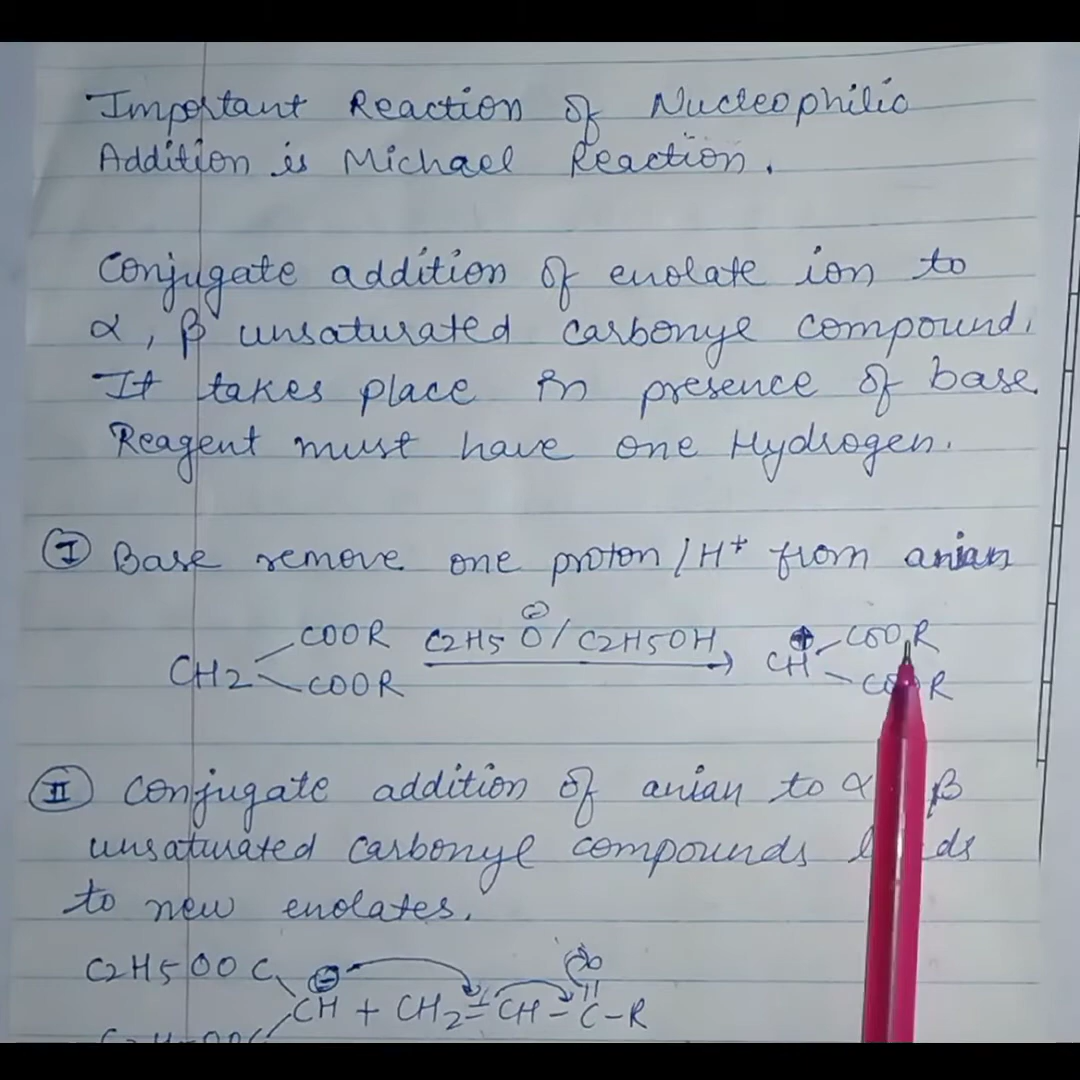 Important Reaction of Nucleophilic
Addition is Michael Reaction.
Conjugate addition of enolate ion to
α, β unsaturated carbonyl compound.
It takes place in presence of base
Reagent must have one Hydrogen.
I Base remove one proton/H+ from anian
CH2 COOR COOR C2H5 O⊖/C2H5OH → CH⊕ COOR COOR
II Conjugate addition of anian to α β
unsaturated carbonyl compounds
to new enolates.
C2H5OOC
⊖CH + CH2=CH-C-R
O